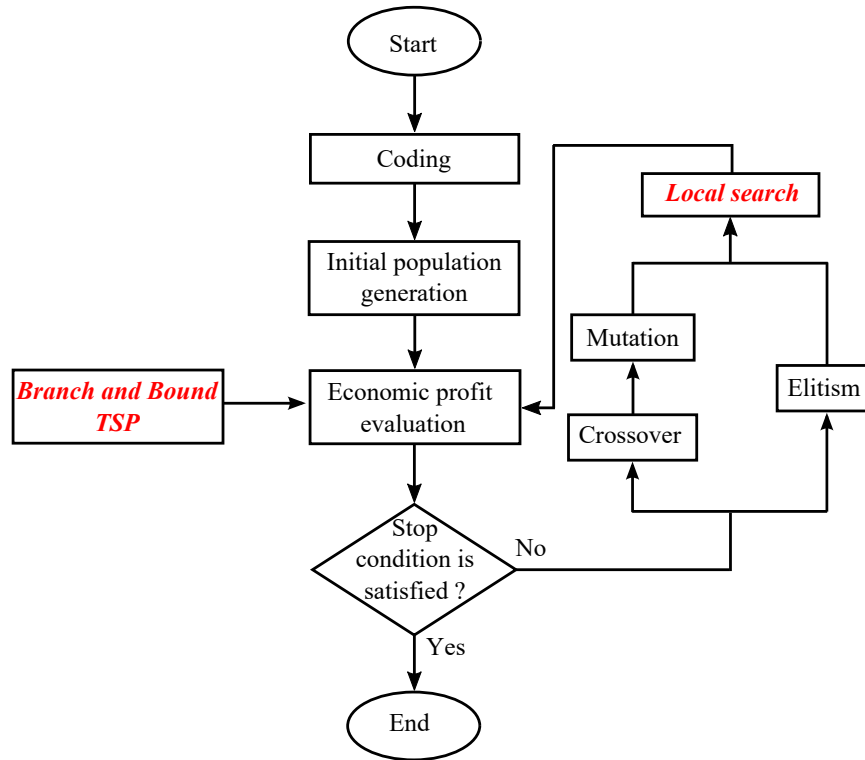 Start
Coding
Initial population
generation
Branch and Bound
TSP
Economic profit
evaluation
Stop
condition is
satisfied ?
No
Yes
End
Crossover
Mutation
Elitism
Local search